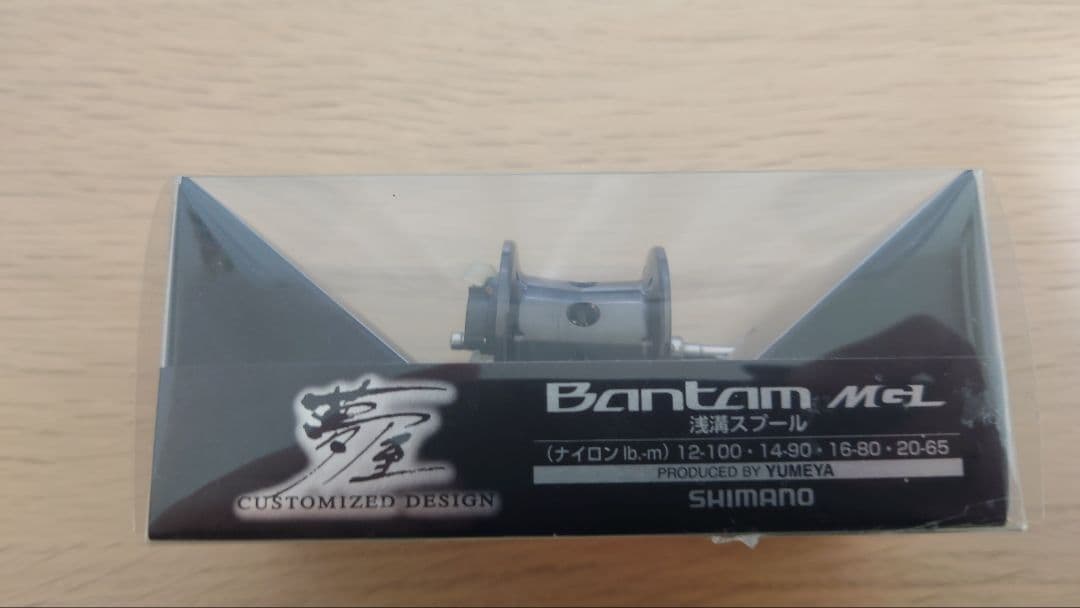 夢屋
CUSTOMIZED DESIGN
Bantam MGL
浅溝スプール
(ナイロン lb.-m) 12-100・14-90・16-80・20-65
PRODUCED BY YUMEYA
SHIMANO